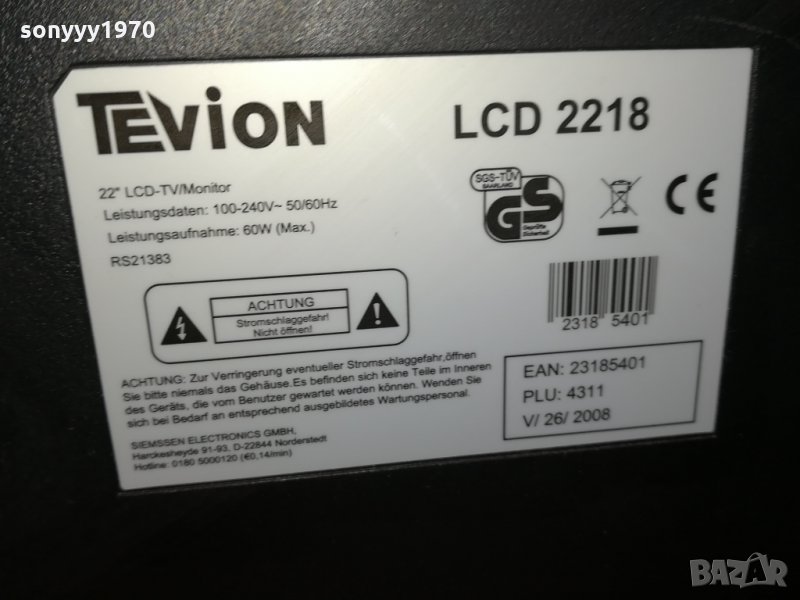 sonyyy1970
TEViON
LCD 2218
22" LCD-TV/Monitor
Leistungsdaten: 100-240V~ 50/60Hz
Leistungsaufnahme: 60W (Max.)
RS21383
SGS-TÜV
SAARLAND
GS
Geprüfte
Sicherheit
CE
ACHTUNG
Stromschlaggefahr!
Nicht öffnen!
2318 5401
ACHTUNG: Zur Verringerung eventueller Stromschlaggefahr,öffnen
Sie bitte niemals das Gehäuse.Es befinden sich keine Teile im Inneren
des Geräts, die vom Benutzer gewartet werden können. Wenden Sie
sich bei Bedarf an entsprechend ausgebildetes Wartungspersonal.
EAN: 23185401
PLU: 4311
V/ 26/ 2008
SIEMSSEN ELECTRONICS GMBH,
Harckesheyde 91-93, D-22844 Norderstedt
Hotline: 0180 5000120 (€0,14/min)
BAZAR